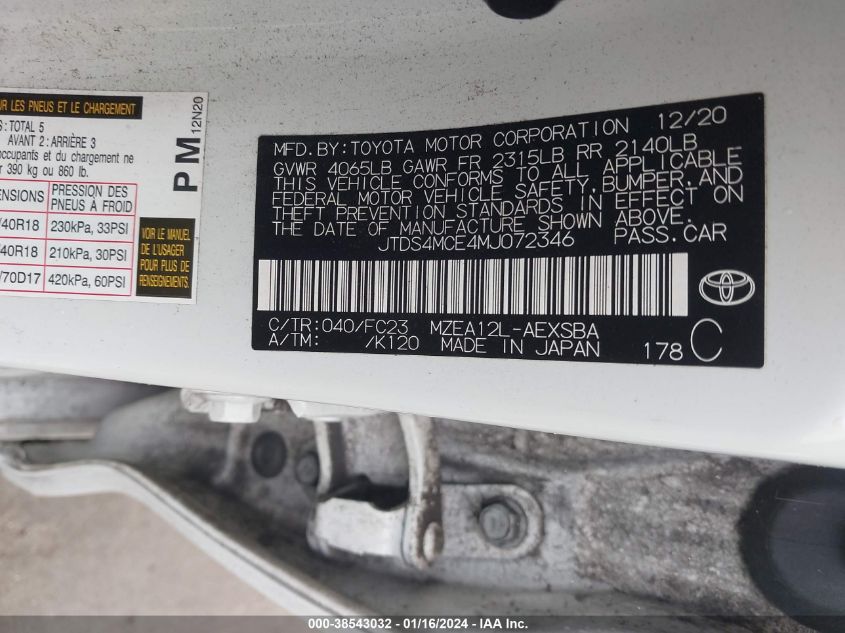 UR LES PNEUS ET LE CHARGEMENT
S : TOTAL 5
AVANT 2 : ARRIÈRE 3
occupants et du chargement ne
r 390 kg ou 860 lb.
ENSIONS PRESSION DES PNEUS À FROID
/40R18 230kPa, 33PSI
/40R18 210kPa, 30PSI
/70D17 420kPa, 60PSI
PM 12N20
VOIR LE MANUEL
DE L'USAGER
POUR PLUS DE
RENSEIGNEMENTS.
MFD. BY: TOYOTA MOTOR CORPORATION 12/20
GVWR 4065LB GAWR FR 2315LB RR 2140LB
THIS VEHICLE CONFORMS TO ALL APPLICABLE
FEDERAL MOTOR VEHICLE SAFETY, BUMPER, AND
THEFT PREVENTION STANDARDS IN EFFECT ON
THE DATE OF MANUFACTURE SHOWN ABOVE.
JTDS4MCE4MJ072346 PASS.CAR
C/TR: 040/FC23 MZEA12L-AEXSBA
A/TM: /K120 MADE IN JAPAN 178 C
TOYOTA
000-38543032 - 01/16/2024 - IAA Inc.